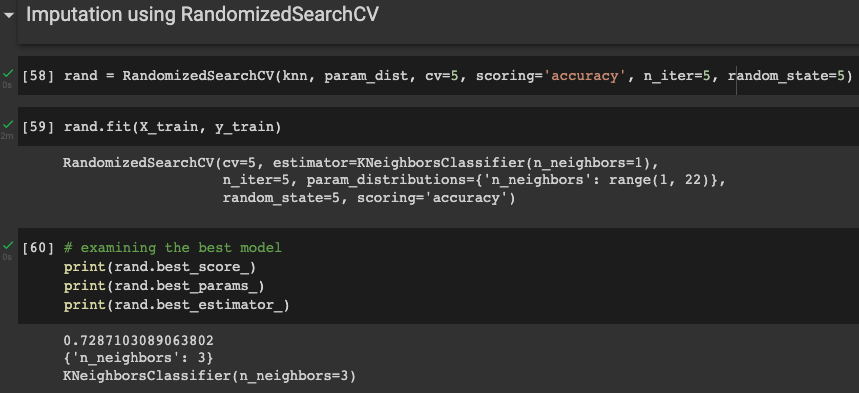 Imputation using RandomizedSearchCV
[58] rand = RandomizedSearchCV(knn, param_dist, cv=5, scoring='accuracy', n_iter=5, random_state=5)
0s
[59] rand.fit(X_train, y_train)
2m
RandomizedSearchCV(cv=5, estimator=KNeighborsClassifier(n_neighbors=1),
                   n_iter=5, param_distributions={'n_neighbors': range(1, 22)},
                   random_state=5, scoring='accuracy')
[60] # examining the best model
0s
print(rand.best_score_)
print(rand.best_params_)
print(rand.best_estimator_)
0.7287103089063802
{'n_neighbors': 3}
KNeighborsClassifier(n_neighbors=3)